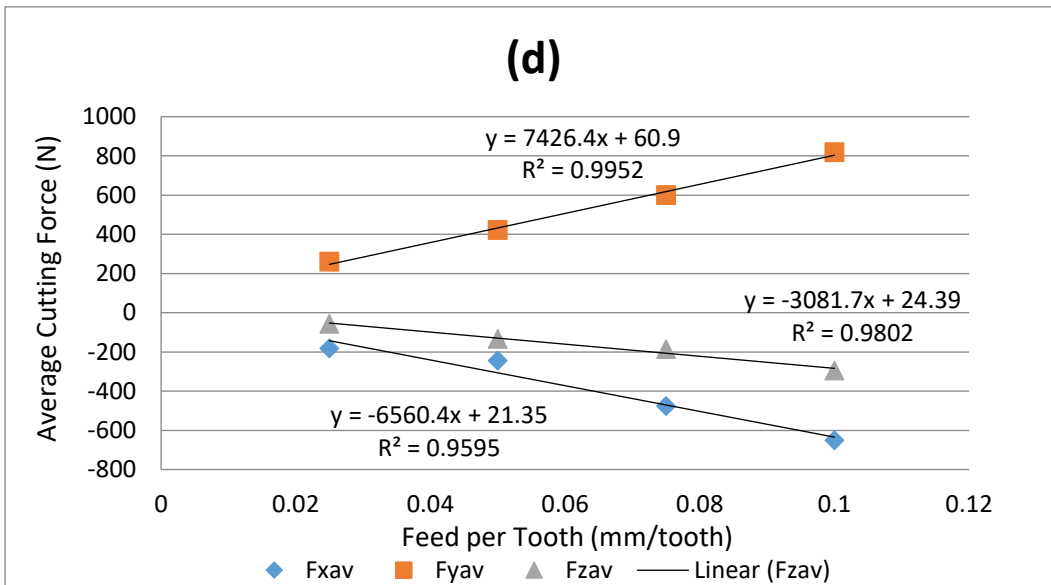 (d)
Average Cutting Force (N)
1000
800
600
400
200
0
-200
-400
-600
-800
y = 7426.4x + 60.9
R² = 0.9952
y = -3081.7x + 24.39
R² = 0.9802
y = -6560.4x + 21.35
R² = 0.9595
0 0.02 0.04 0.06 0.08 0.1 0.12
Feed per Tooth (mm/tooth)
Fxav Fyav Fzav Linear (Fzav)